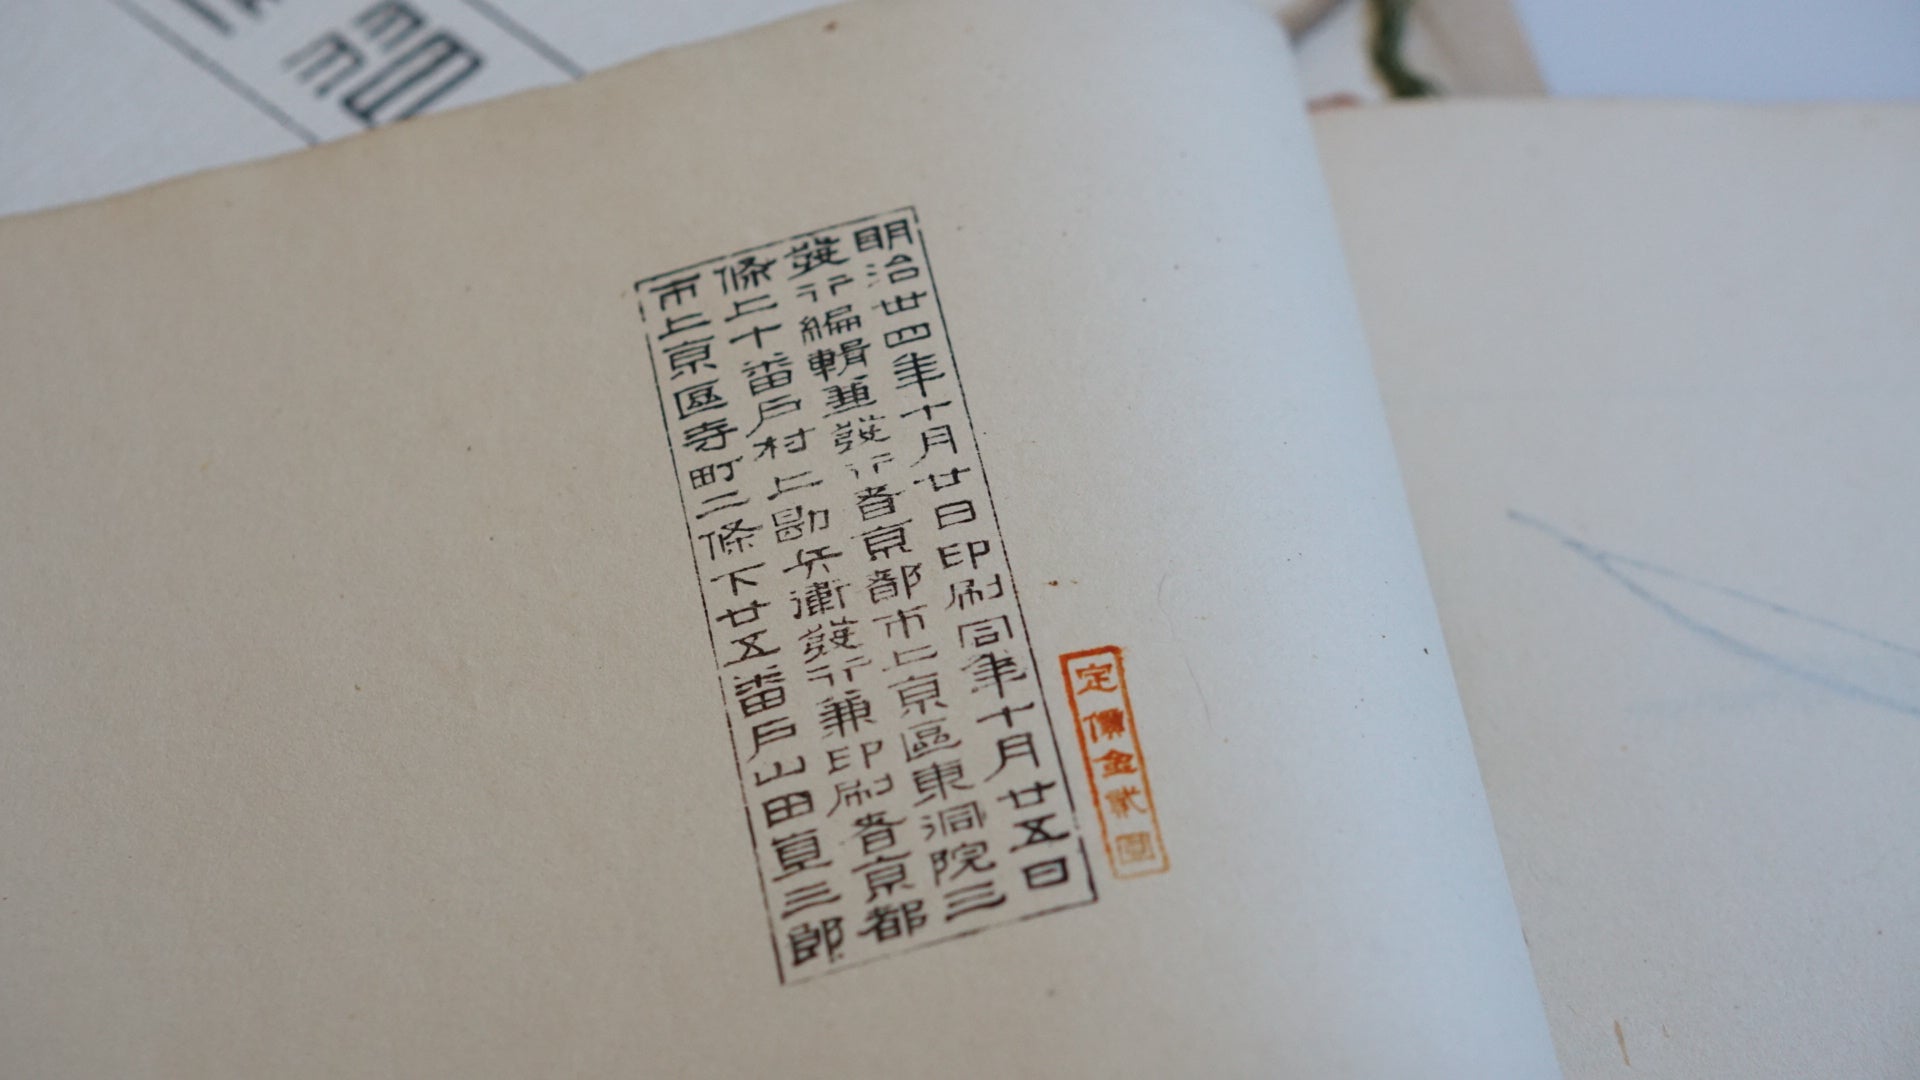 明治卅四年十月廿日印刷同年十月廿五日
發行編輯兼發行者京都市上京區東洞院三
條上十番戶村上勘兵衛發行兼印刷者京都
市上京區寺町二條下廿五番戶山田直三郎
定價金貳圓